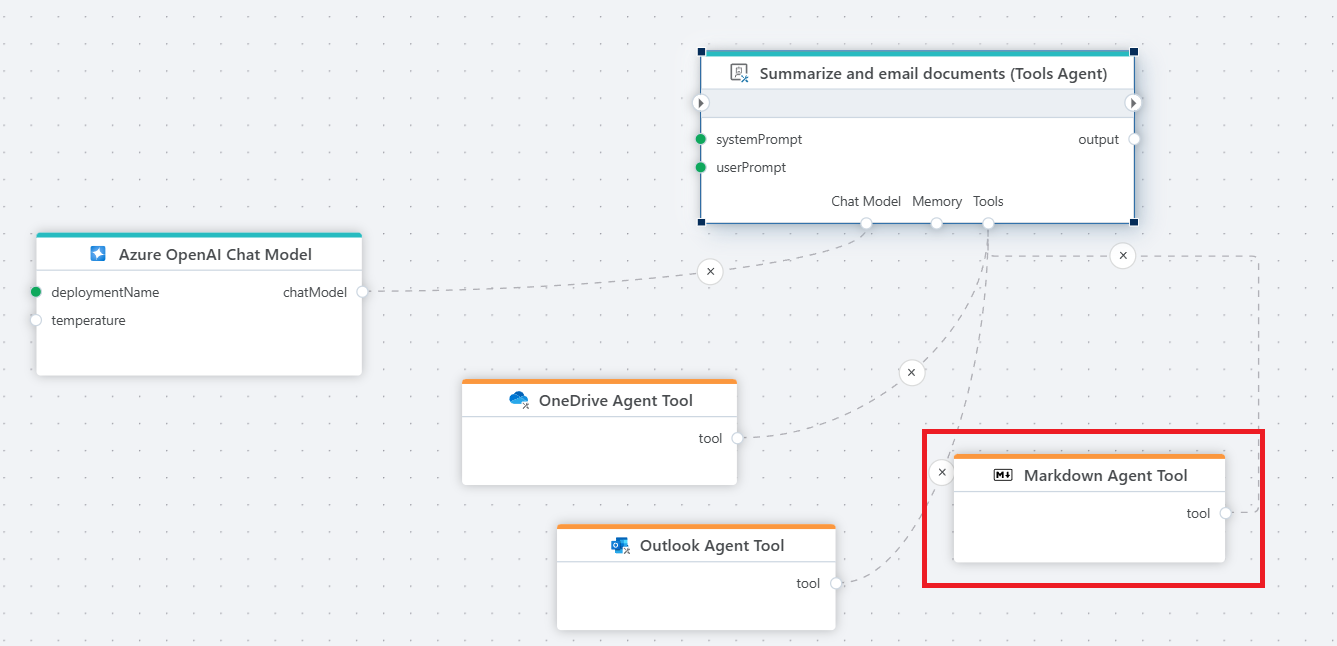 Summarize and email documents (Tools Agent)
systemPrompt
output
userPrompt
Chat Model
Memory
Tools
Azure OpenAI Chat Model
deploymentName
chatModel
temperature
OneDrive Agent Tool
tool
Markdown Agent Tool
tool
Outlook Agent Tool
tool